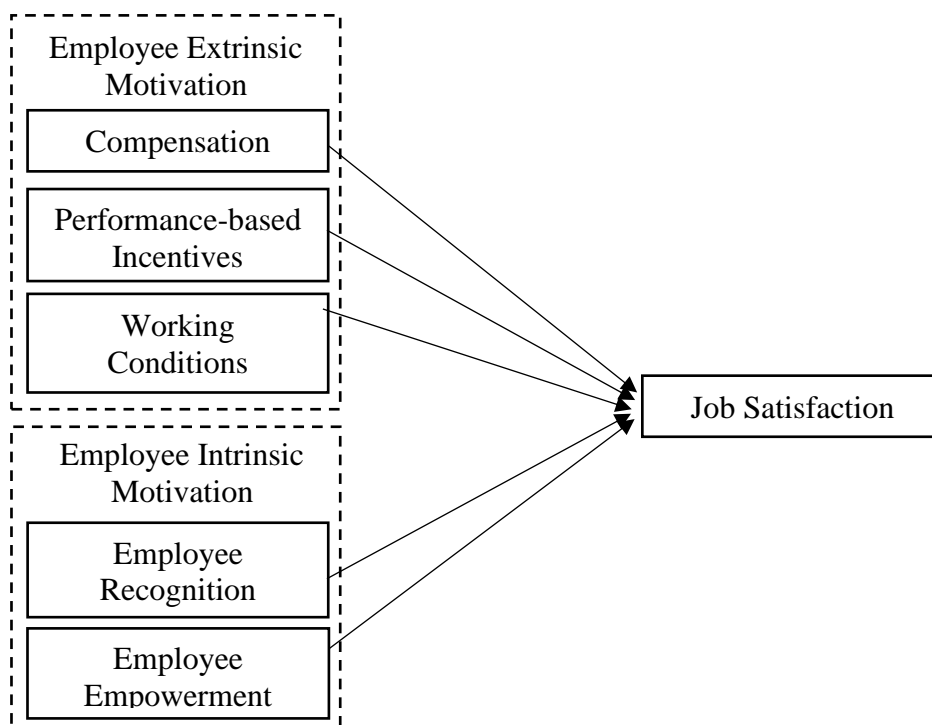 Employee Extrinsic
Motivation
Compensation
Performance-based
Incentives
Working
Conditions
Job Satisfaction
Employee Intrinsic
Motivation
Employee
Recognition
Employee
Empowerment